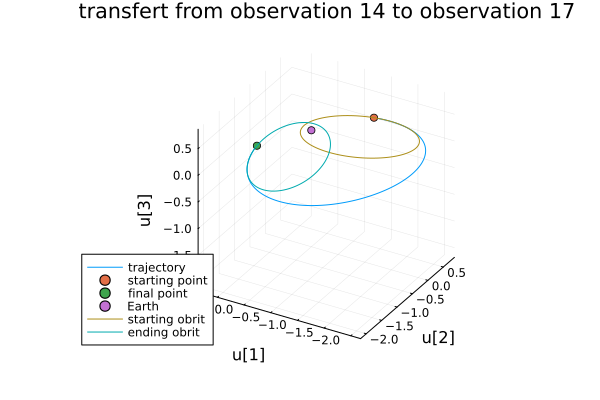 transfert from observation 14 to observation 17
0.5
0.0
−0.5
−1.0
u[3]
trajectory
starting point
final point
Earth
starting obrit
ending obrit
0.0
−0.5
−1.0
−1.5
−2.0
u[1]
0.5
0.0
−0.5
−1.0
−1.5
−2.0
u[2]